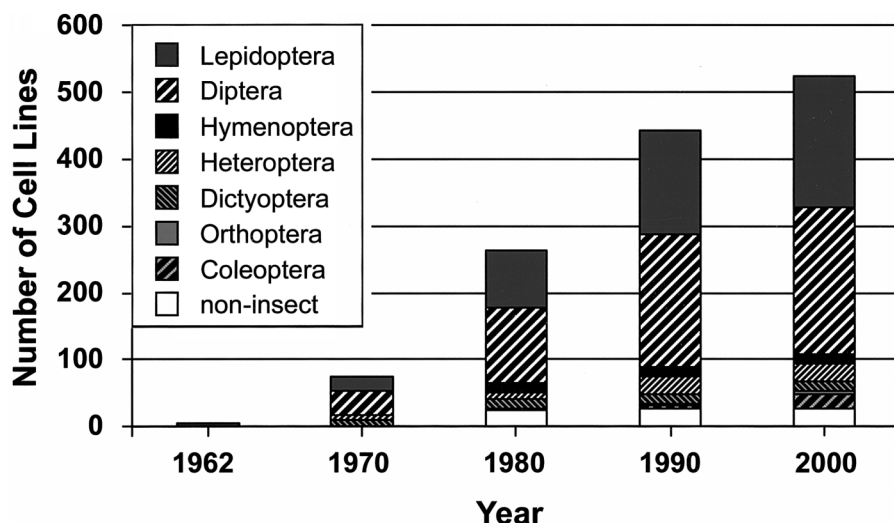 600
500
400
300
200
100
0
Number of Cell Lines
Lepidoptera
Diptera
Hymenoptera
Heteroptera
Dictyoptera
Orthoptera
Coleoptera
non-insect
1962 1970 1980 1990 2000
Year